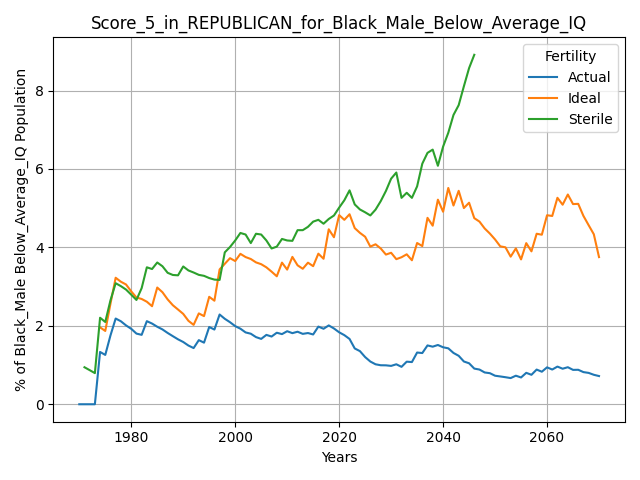 Score_5_in_REPUBLICAN_for_Black_Male_Below_Average_IQ
% of Black_Male Below_Average_IQ Population
8
6
4
2
0
Fertility
Actual
Ideal
Sterile
1980 2000 2020 2040 2060
Years